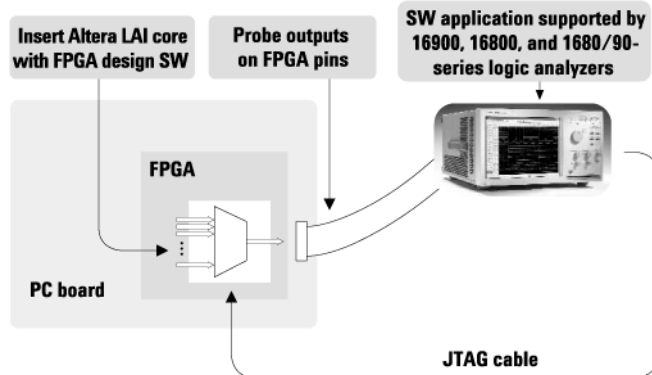 Insert Altera LAI core
with FPGA design SW
Probe outputs
on FPGA pins
SW application supported by
16900, 16800, and 1680/90-
series logic analyzers
FPGA
PC board
JTAG cable